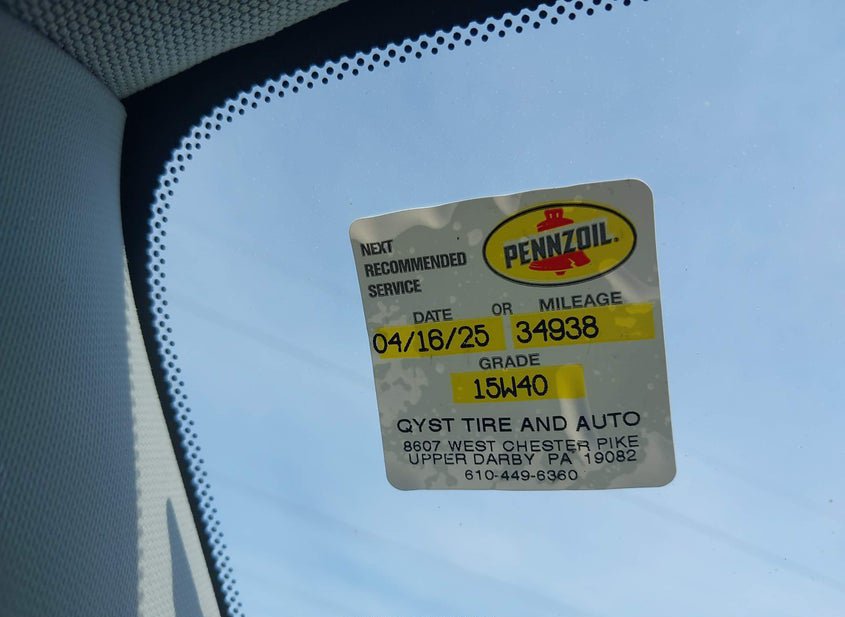 NEXT
RECOMMENDED
SERVICE
PENNZOIL®
DATE OR MILEAGE
04/16/25 34938
GRADE
15W40
QYST TIRE AND AUTO
8607 WEST CHESTER PIKE
UPPER DARBY PA 19082
610-449-6360